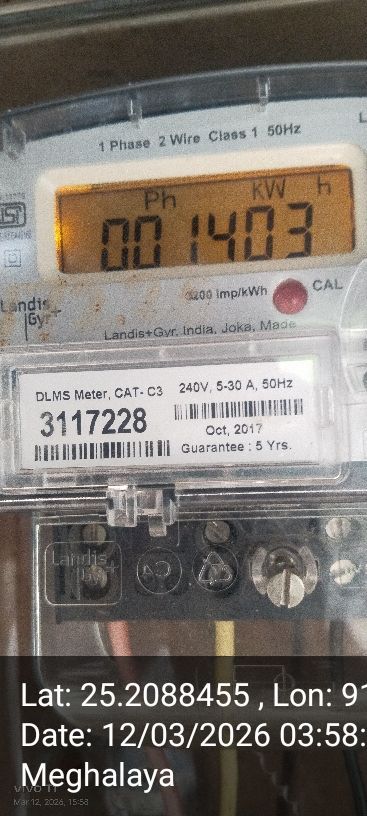 1 Phase 2 Wire Class 1 50Hz
Ph KW h
001403
3200 imp/kWh CAL
Landis+
Gyr
Landis+Gyr, India, Joka, Made
DLMS Meter, CAT- C3 240V, 5-30 A, 50Hz
3117228
Oct, 2017
Guarantee : 5 Yrs.
Landis+
Gyr
Lat: 25.2088455 , Lon: 91
Date: 12/03/2026 03:58:
Meghalaya
Mar 12, 2026, 15:58